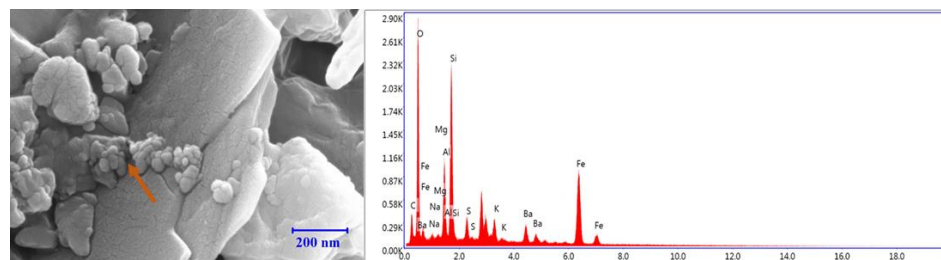 200 nm
2.90K
2.61K
2.32K
2.03K
1.74K
1.45K
1.16K
0.87K
0.58K
0.29K
0.00K
O
Si
Mg
Al
Fe
Fe
Mg
Na
C
Al Si
S
K
Na
Ba
S
K
Ba
Ba
Fe
Fe
0.0 2.0 4.0 6.0 8.0 10.0 12.0 14.0 16.0 18.0